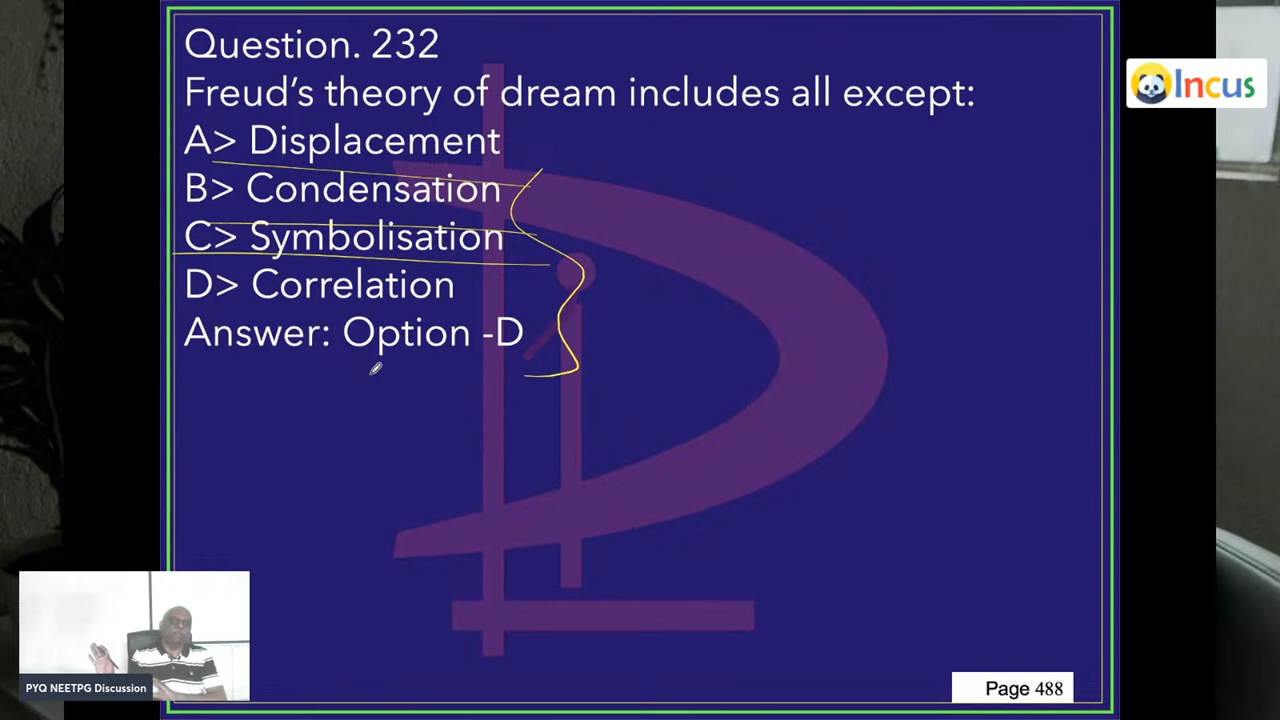 Question. 232
Freud's theory of dream includes all except:
A> Displacement
B> Condensation
C> Symbolisation
D> Correlation
Answer: Option -D
Incus
PYQ NEETPG Discussion
Page 488